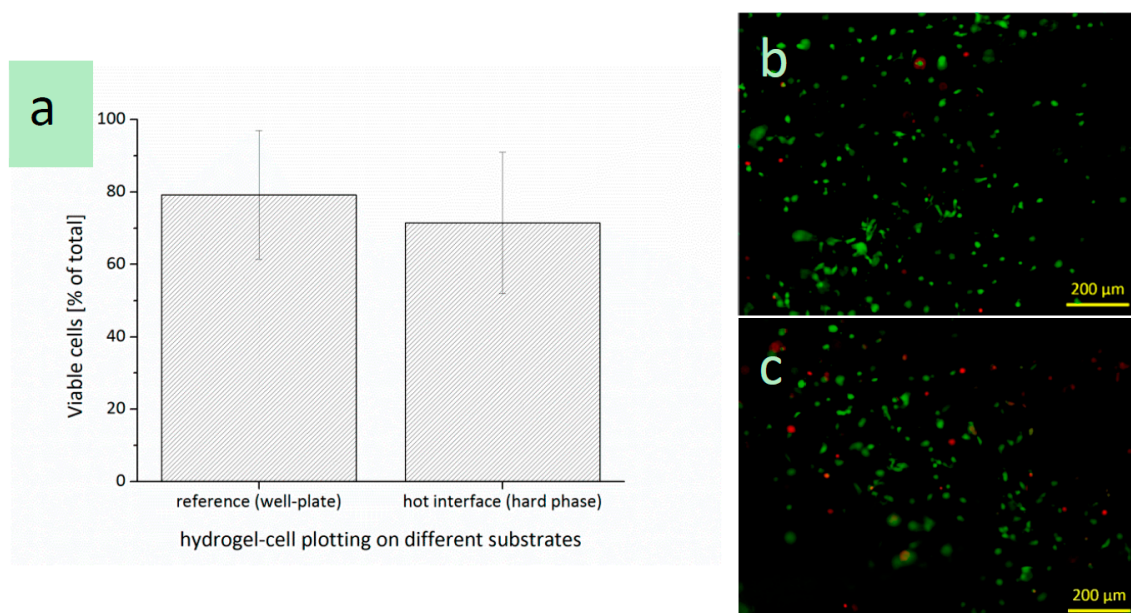 a
100
80
60
40
20
0
Viable cells [% of total]
reference (well-plate)
hot interface (hard phase)
hydrogel-cell plotting on different substrates
b
200 µm
c
200 µm